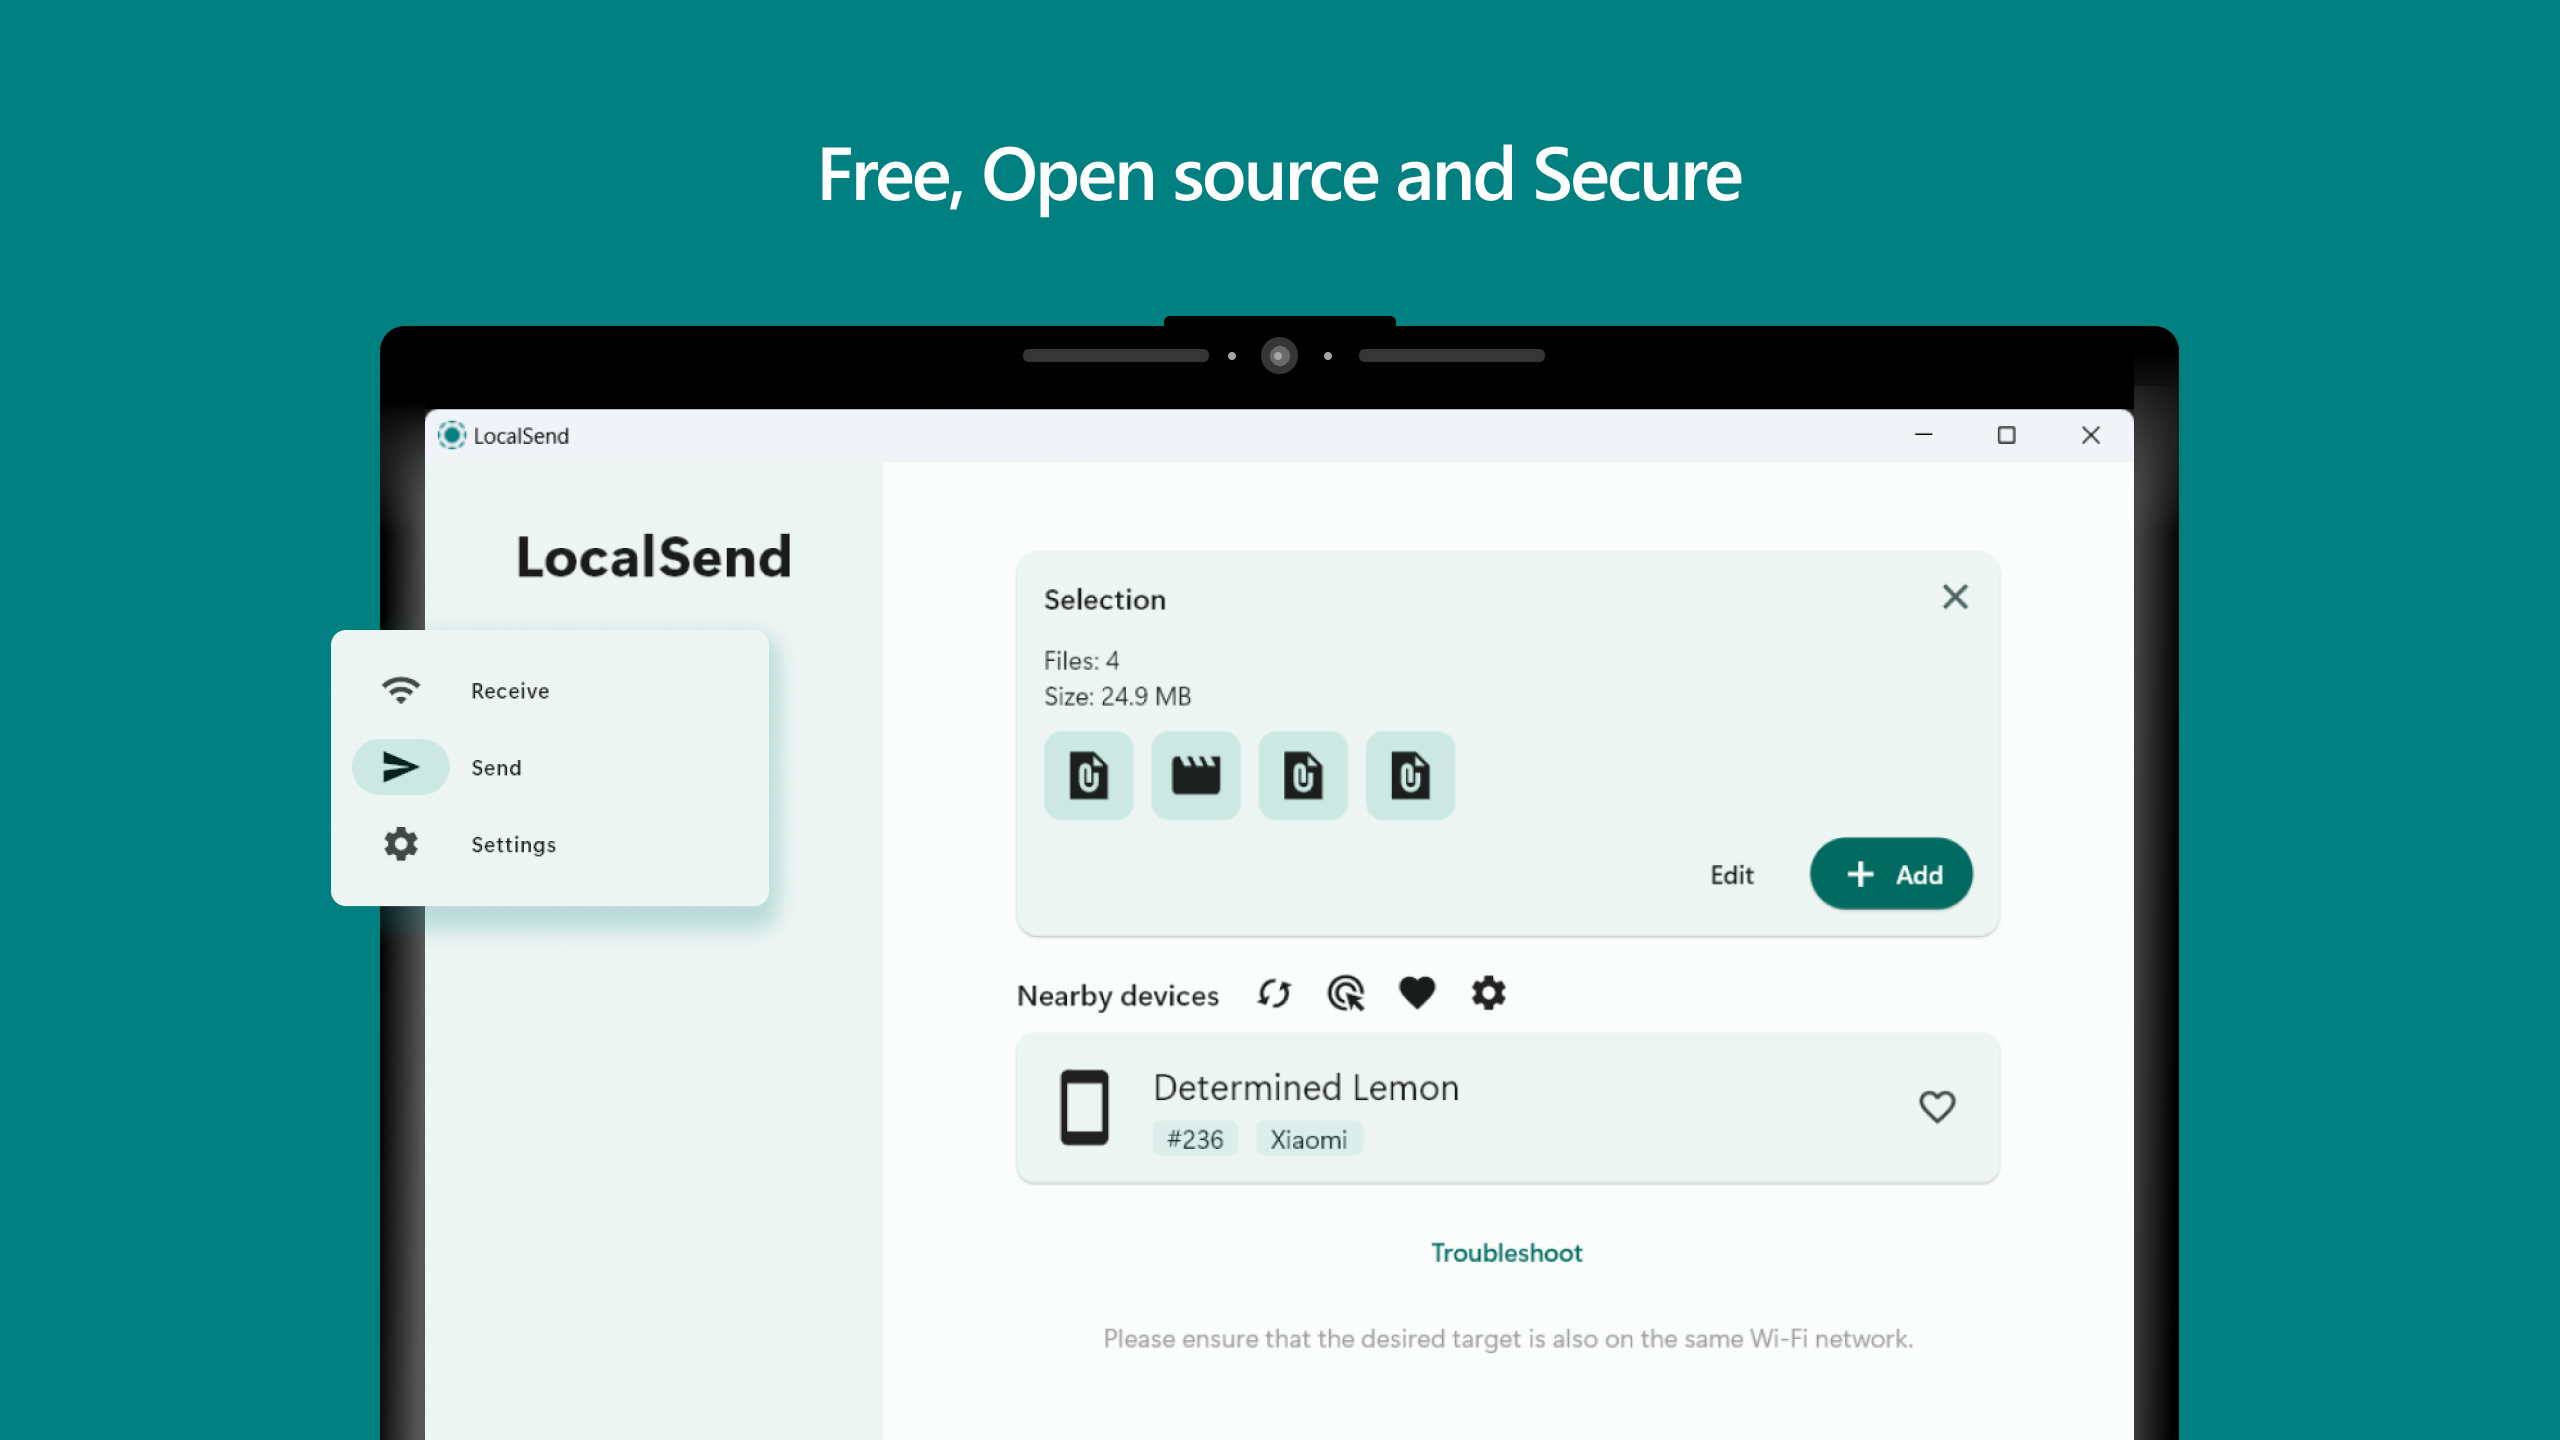 Free, Open source and Secure
LocalSend
LocalSend
Receive
Send
Settings
Selection
Files: 4
Size: 24.9 MB
Edit
Add
Nearby devices
Determined Lemon
#236 Xiaomi
Troubleshoot
Please ensure that the desired target is also on the same Wi-Fi network.